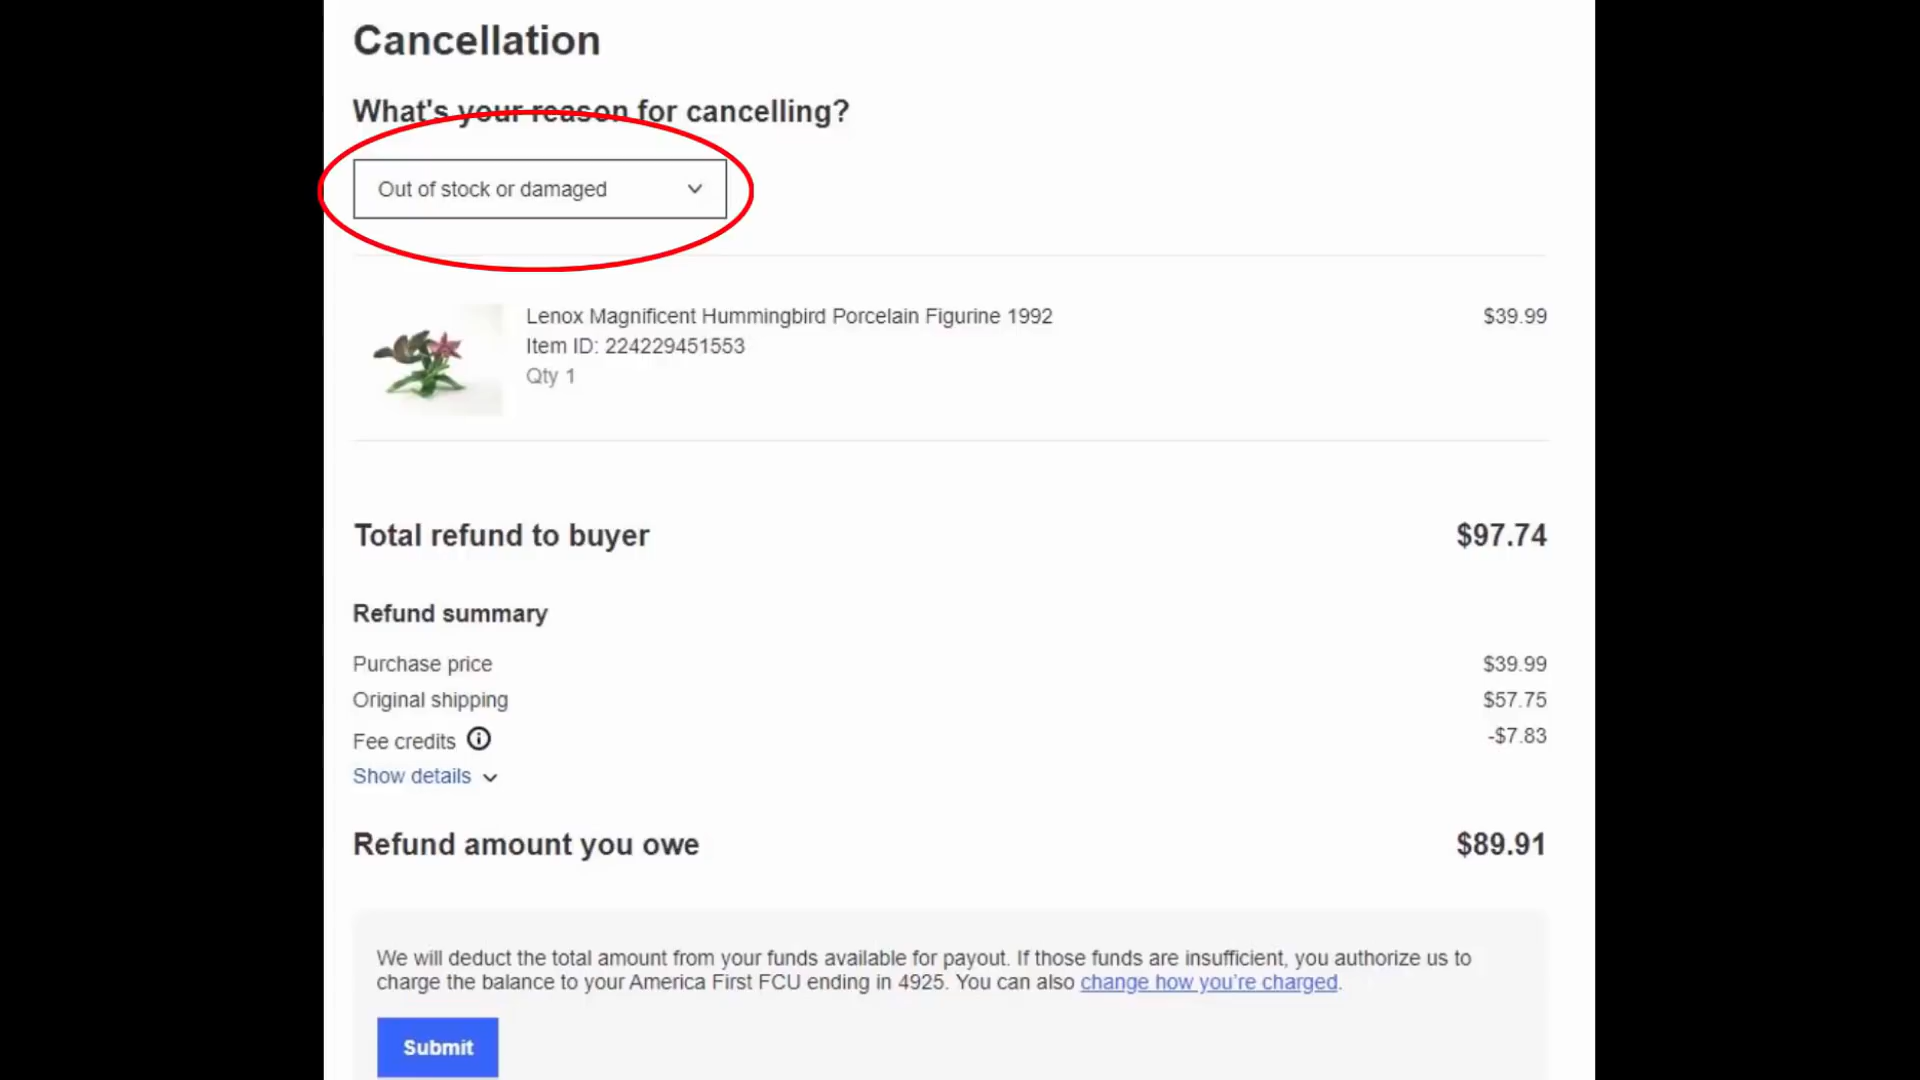 Cancellation
What's your reason for cancelling?
Out of stock or damaged
Lenox Magnificent Hummingbird Porcelain Figurine 1992 $39.99
Item ID: 224229451553
Qty 1
Total refund to buyer $97.74
Refund summary
Purchase price $39.99
Original shipping $57.75
Fee credits -$7.83
Show details
Refund amount you owe $89.91
We will deduct the total amount from your funds available for payout. If those funds are insufficient, you authorize us to
charge the balance to your America First FCU ending in 4925. You can also change how you're charged.
Submit